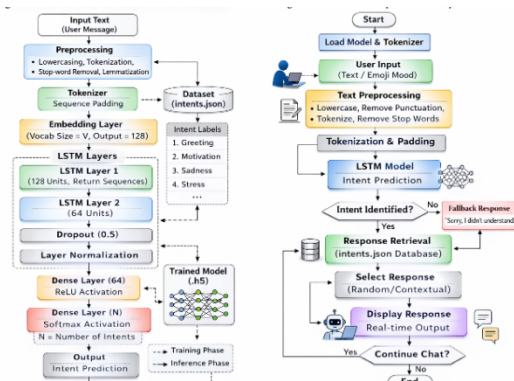 Input Text
(User Message)
Preprocessing
• Lowercasing, Tokenization,
• Stop-word Removal, Lemmatization
Tokenizer
Sequence Padding
Embedding Layer
(Vocab Size = V, Output = 128)
LSTM Layers
LSTM Layer 1
(128 Units, Return Sequences)
LSTM Layer 2
(64 Units)
Dropout (0.5)
Layer Normalization
Dense Layer (64)
ReLU Activation
Dense Layer (N)
Softmax Activation
N = Number of Intents
Output
Intent Prediction
Dataset
(intents.json)
Intent Labels
1. Greeting
2. Motivation
3. Sadness
4. Stress
...
Trained Model
(.h5)
Training Phase
Inference Phase
Start
Load Model & Tokenizer
User Input
(Text / Emoji Mood)
Text Preprocessing
• Lowercase, Remove Punctuation,
• Tokenize, Remove Stop Words
Tokenization & Padding
LSTM Model
Intent Prediction
Intent Identified?
No
Fallback Response
"Sorry, I didn't understand
Yes
Response Retrieval
(intents.json Database)
Select Response
(Random/Contextual)
Display Response
Real-time Output
Yes
Continue Chat?
No
End